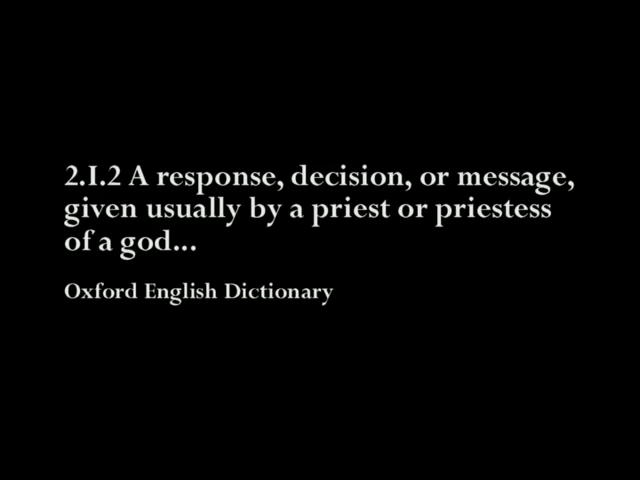 2.I.2 A response, decision, or message,
given usually by a priest or priestess
of a god...
Oxford English Dictionary